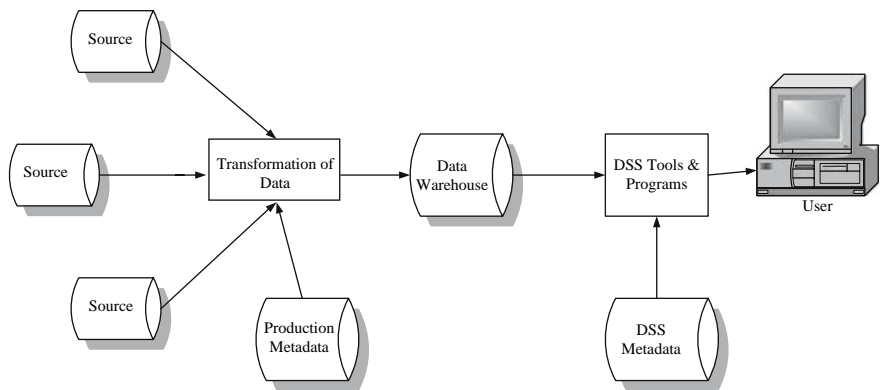 Source
Source
Transformation of
Data
Data
Warehouse
DSS Tools &
Programs
User
Source
Production
Metadata
DSS
Metadata